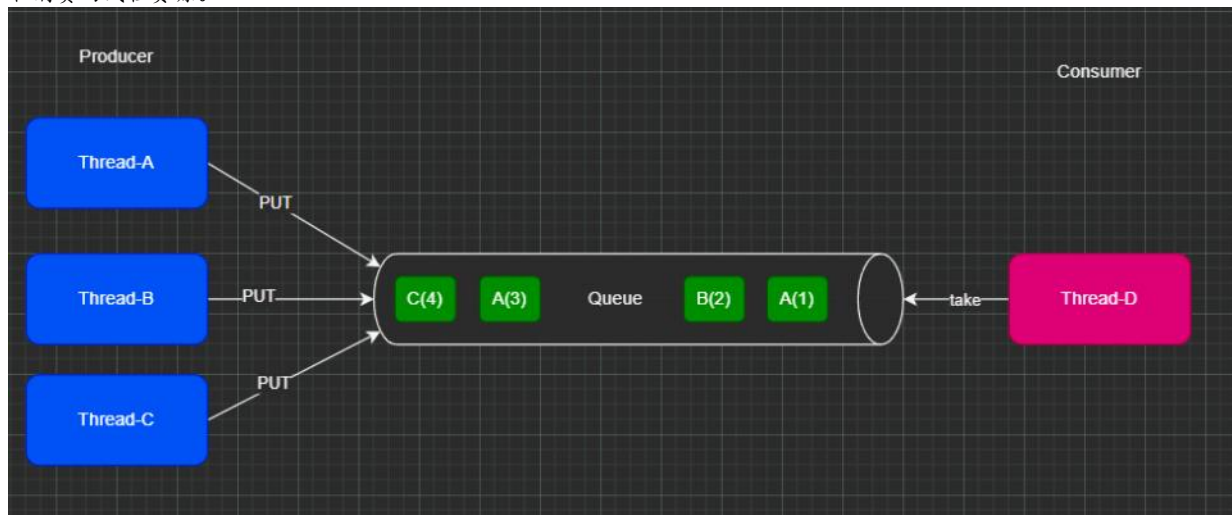 Producer
Consumer
Thread-A
PUT
Thread-B
PUT
C(4) A(3) Queue B(2) A(1)
take
Thread-D
PUT
Thread-C